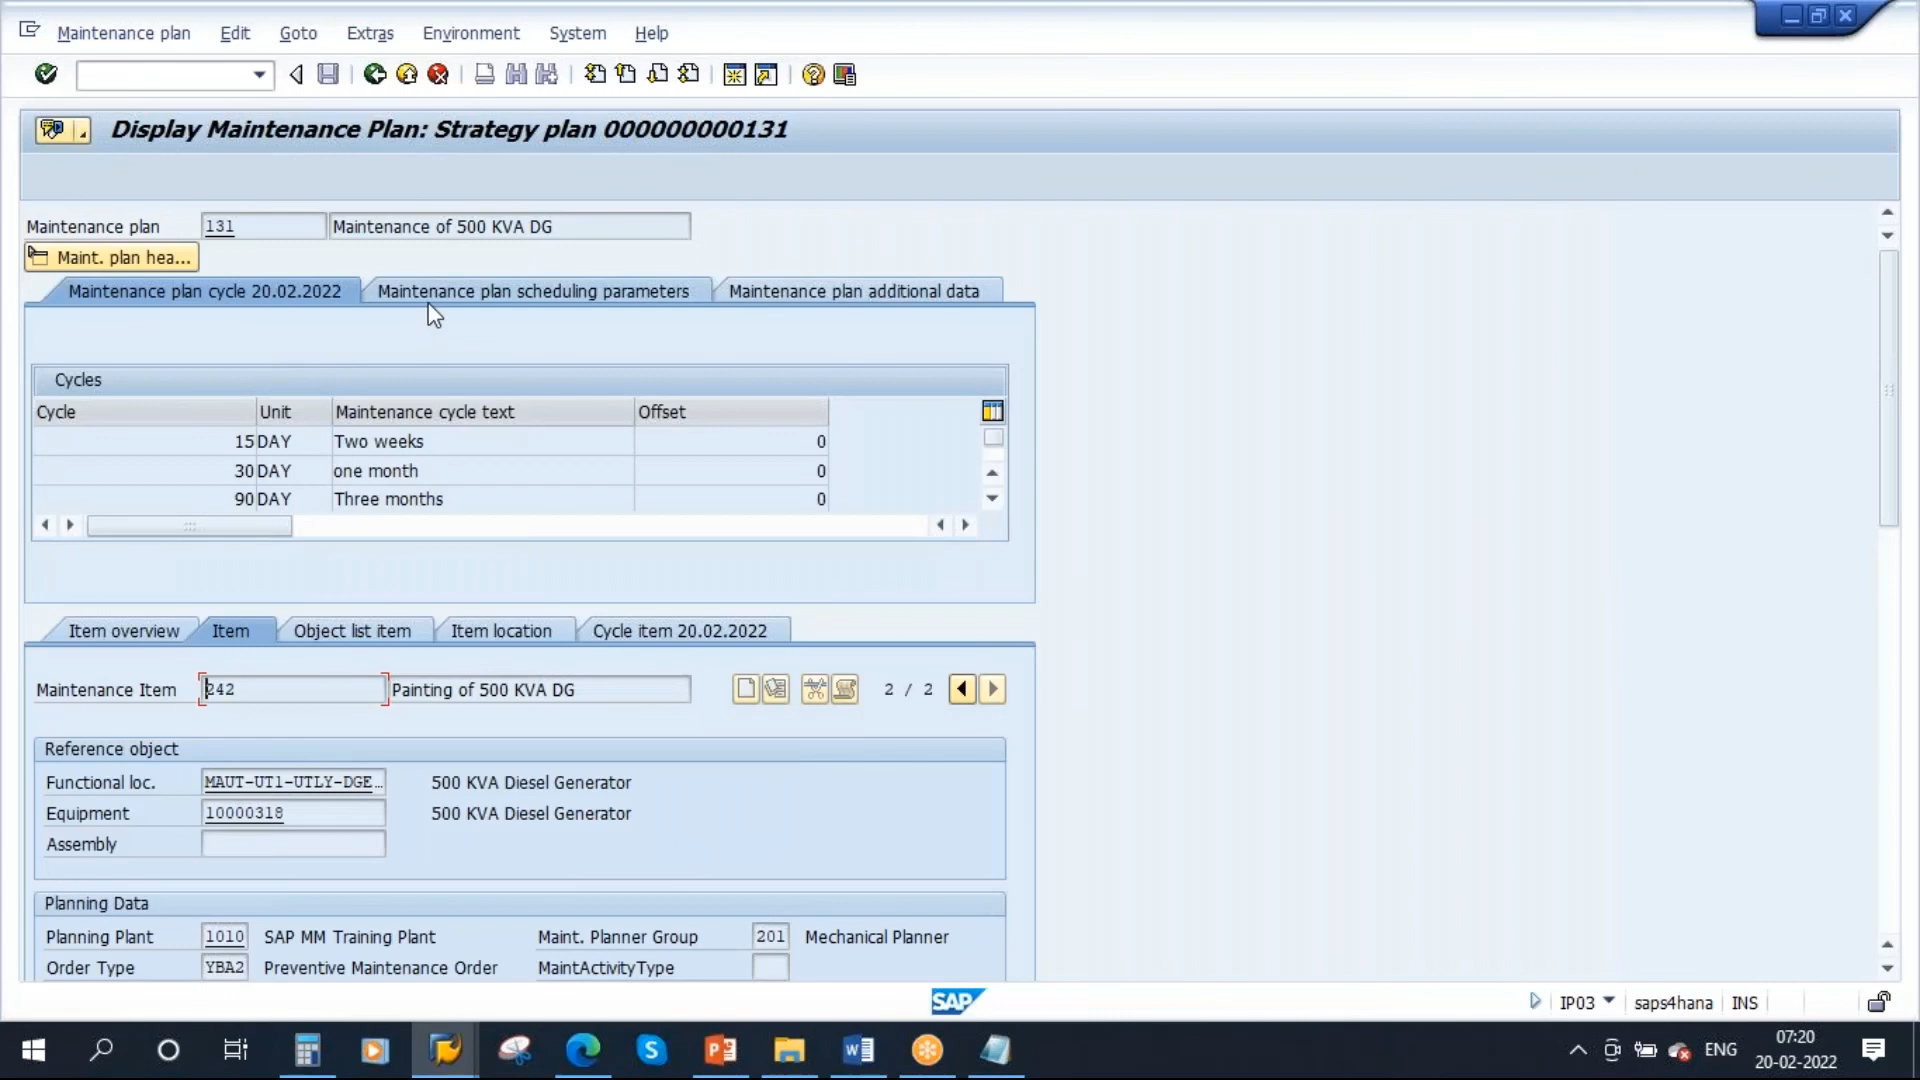 Maintenance plan Edit Goto Extras Environment System Help
Display Maintenance Plan: Strategy plan 000000000131
Maintenance plan 131 Maintenance of 500 KVA DG
Maint. plan hea...
Maintenance plan cycle 20.02.2022 Maintenance plan scheduling parameters Maintenance plan additional data
Cycles
Cycle Unit Maintenance cycle text Offset
15 DAY Two weeks 0
30 DAY one month 0
90 DAY Three months 0
Item overview Item Object list item Item location Cycle item 20.02.2022
Maintenance Item 242 Painting of 500 KVA DG 2 / 2
Reference object
Functional loc. MAUT-UT1-UTLY-DGE… 500 KVA Diesel Generator
Equipment 10000318 500 KVA Diesel Generator
Assembly
Planning Data
Planning Plant 1010 SAP MM Training Plant Maint. Planner Group 201 Mechanical Planner
Order Type YBA2 Preventive Maintenance Order MaintActivityType
SAP IP03 saps4hana INS
ENG 07:20
20-02-2022